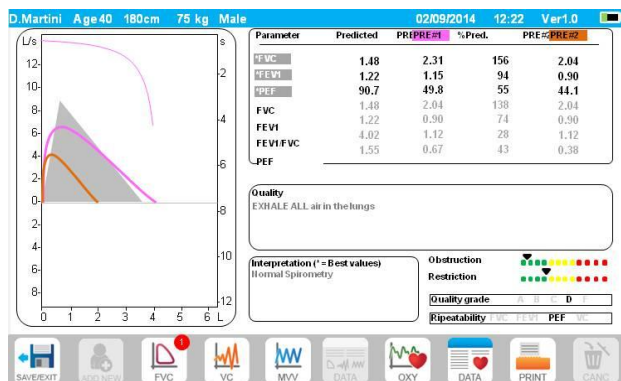 D.Martini Age40 180cm 75 kg Male 02/09/2014 12:22 Ver1.0
L/s s
12-
10-
8-
6-
4-
2-
0-
2-
4-
6-
8-
-2
-4
-6
-8
-10
-12
0 1 2 3 4 5 6 L
Parameter Predicted PRE PRE#1 %Pred. PRE#2 PRE#2
*FVC 1.48 2.31 156 2.04
*FEV1 1.22 1.15 94 0.90
*PEF 90.7 49.8 55 44.1
FVC 1.48 2.04 138 2.04
FEV1 1.22 0.90 74 0.90
FEV1/FVC 4.02 1.12 28 1.12
PEF 1.55 0.67 43 0.38
Quality
EXHALE ALL air in the lungs
Interpretation (* = Best values)
Normal Spirometry
Obstruction
Restriction
Quality grade A B C D F
Ripeatability FVC FEV1 PEF VC
1
SAVE/EXIT ADD NEW FVC VC MVV DATA OXY DATA PRINT CANC